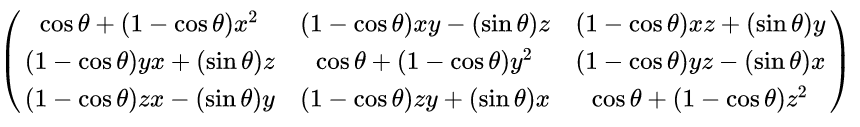 cos θ + (1 − cos θ)x² (1 − cos θ)xy − (sin θ)z (1 − cos θ)xz + (sin θ)y
(1 − cos θ)yx + (sin θ)z cos θ + (1 − cos θ)y² (1 − cos θ)yz − (sin θ)x
(1 − cos θ)zx − (sin θ)y (1 − cos θ)zy + (sin θ)x cos θ + (1 − cos θ)z²